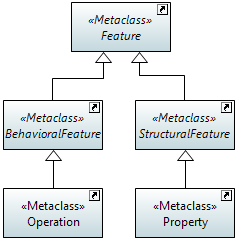 «Metaclass»
Feature
«Metaclass»
BehavioralFeature
«Metaclass»
StructuralFeature
«Metaclass»
Operation
«Metaclass»
Property